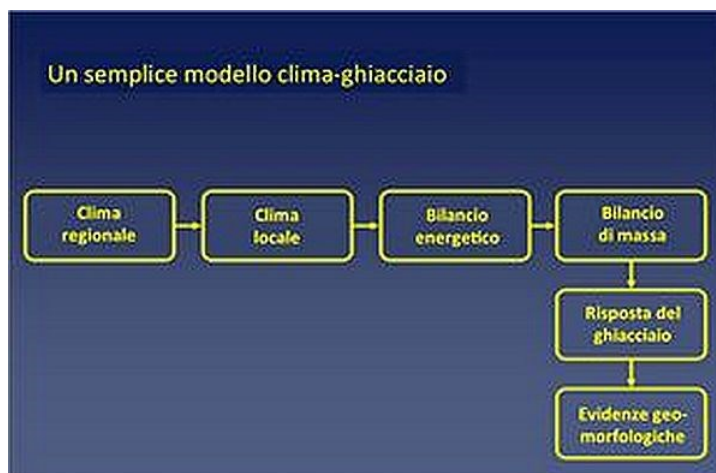 Un semplice modello clima-ghiacciaio
Clima
regionale
Clima
locale
Bilancio
energetico
Bilancio
di massa
Risposta del
ghiacciaio
Evidenze geo-
morfologiche